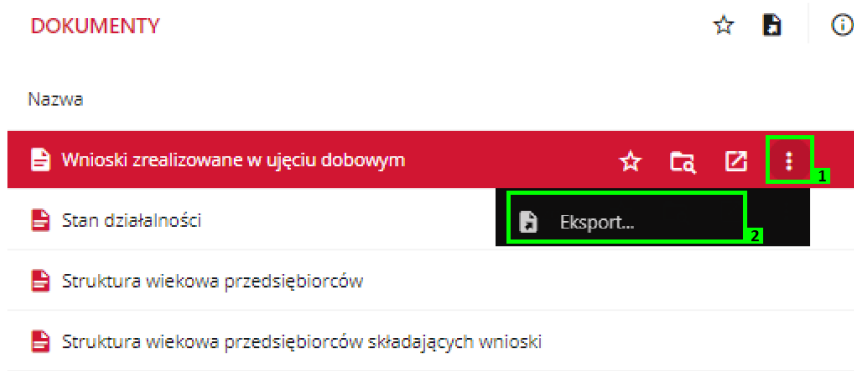 DOKUMENTY
Nazwa
Wnioski zrealizowane w ujęciu dobowym
1
Stan działalności
Eksport...
2
Struktura wiekowa przedsiębiorców
Struktura wiekowa przedsiębiorców składających wnioski